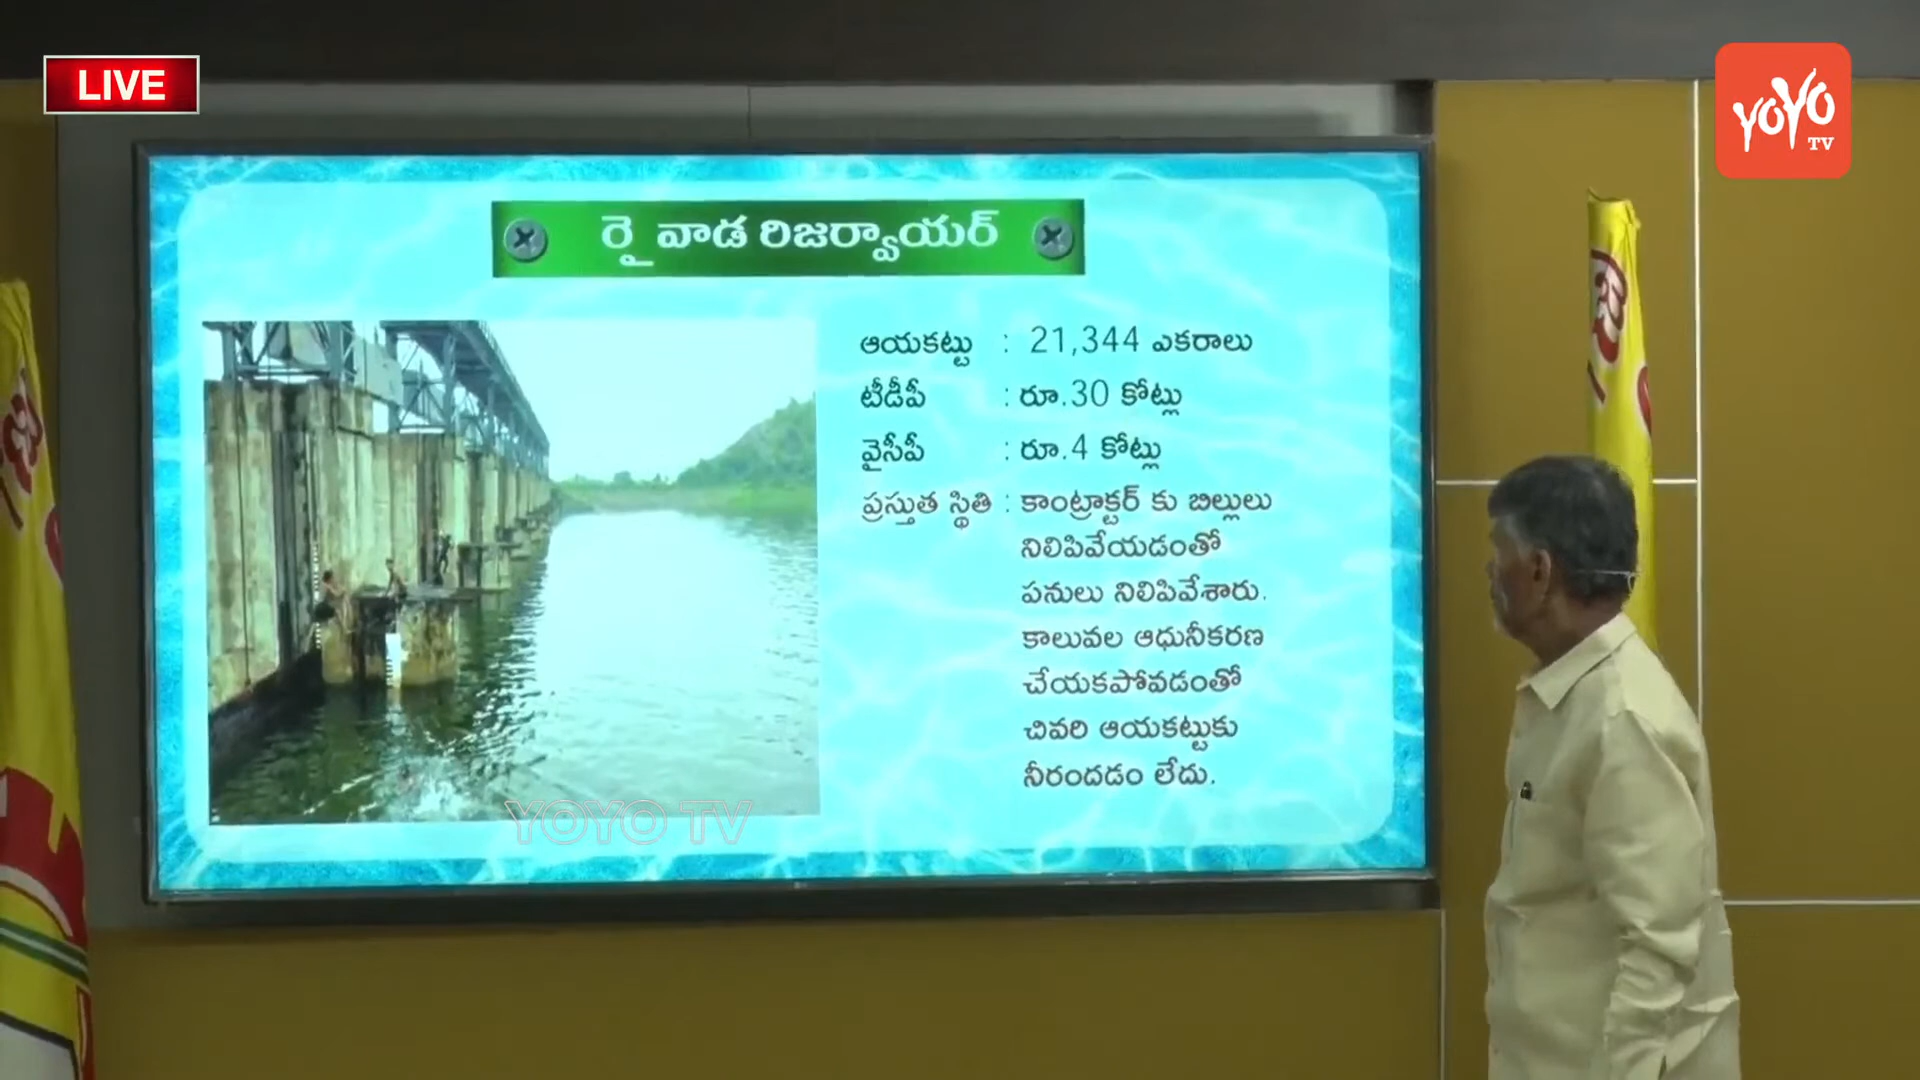 LIVE
YOYO
TV
రైవాడ రిజర్వాయర్
ఆయకట్టు : 21,344 ఎకరాలు
టీడీపీ : రూ.30 కోట్లు
వైసీపీ : రూ.4 కోట్లు
ప్రస్తుత స్థితి : కాంట్రాక్టర్ కు బిల్లులు
నిలిపివేయడంతో
పనులు నిలిపివేశారు.
కాలువల ఆధునీకరణ
చేయకపోవడంతో
చివరి ఆయకట్టుకు
నీరందడం లేదు.
YOYO TV